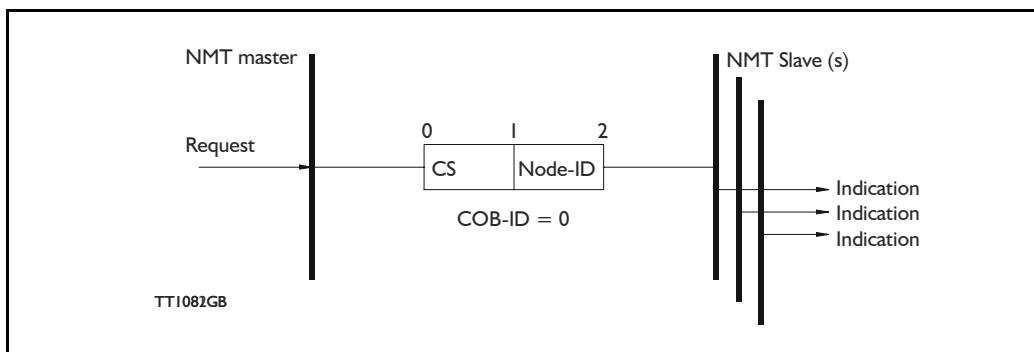 NMT master
NMT Slave (s)
0 1 2
Request
CS Node-ID
COB-ID = 0
Indication
Indication
Indication
TT1082GB